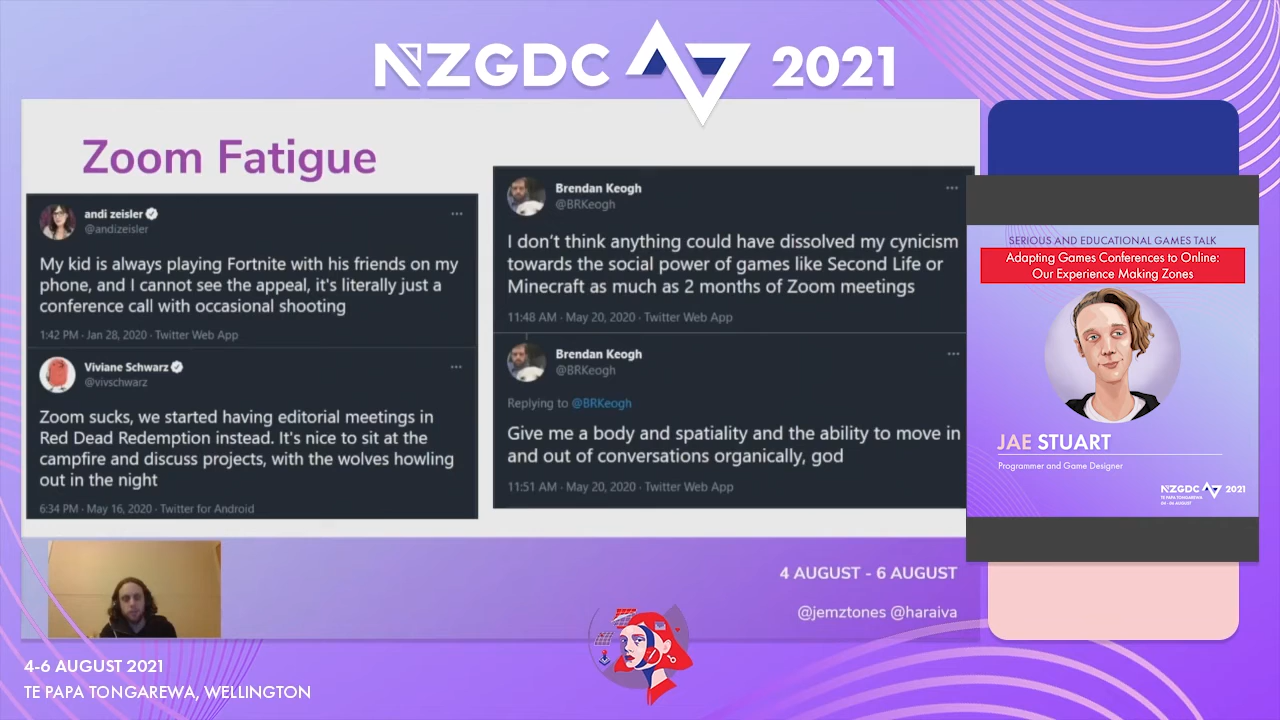 NZGDC 2021
Zoom Fatigue
andi zeisler
@andizeisler
My kid is always playing Fortnite with his friends on my
phone, and I cannot see the appeal, it's literally just a
conference call with occasional shooting
1:42 PM · Jan 28, 2020 · Twitter Web App
Viviane Schwarz
@vivschwarz
Zoom sucks, we started having editorial meetings in
Red Dead Redemption instead. It's nice to sit at the
campfire and discuss projects, with the wolves howling
out in the night
6:34 PM · May 16, 2020 · Twitter for Android
Brendan Keogh
@BRKeogh
I don't think anything could have dissolved my cynicism
towards the social power of games like Second Life or
Minecraft as much as 2 months of Zoom meetings
11:48 AM · May 20, 2020 · Twitter Web App
Brendan Keogh
@BRKeogh
Replying to @BRKeogh
Give me a body and spatiality and the ability to move in
and out of conversations organically, god
11:51 AM · May 20, 2020 · Twitter Web App
SERIOUS AND EDUCATIONAL GAMES TALK
Adapting Games Conferences to Online:
Our Experience Making Zones
JAE STUART
Programmer and Game Designer
NZGDC 2021
TE PAPA TONGAREWA
04 - 06 AUGUST
4 AUGUST - 6 AUGUST
@jemztones @haraiva
4-6 AUGUST 2021
TE PAPA TONGAREWA, WELLINGTON